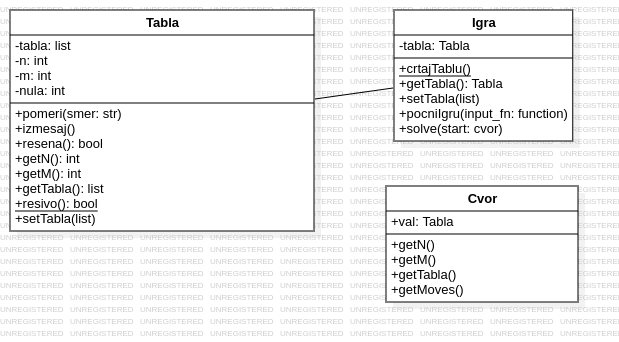 Tabla
-tabla: list
-n: int
-m: int
-nula: int
+pomeri(smer: str)
+izmesaj()
+resena(): bool
+getN(): int
+getM(): int
+getTabla(): list
+resivo(): bool
+setTabla(list)
Igra
-tabla: Tabla
+crtajTablu()
+getTabla(): Tabla
+setTabla(list)
+pocniIgru(input_fn: function)
+solve(start: cvor)
Cvor
+val: Tabla
+getN()
+getM()
+getTabla()
+getMoves()
UNREGISTERED